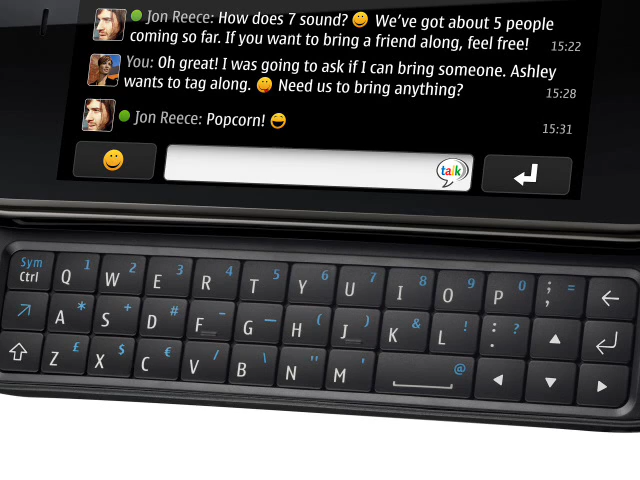 Jon Reece: How does 7 sound? We've got about 5 people
coming so far. If you want to bring a friend along, feel free! 15:22
You: Oh great! I was going to ask if I can bring someone. Ashley
wants to tag along. Need us to bring anything? 15:28
Jon Reece: Popcorn! 15:31
talk
Sym Ctrl Q 1 W 2 E 3 R 4 T 5 Y 6 U 7 I 8 O 9 P 0 ; , =
A * S + D # F - G — H ( J ) K & L ! : . ?
Z £ X $ C € V / B \ N " M ' @